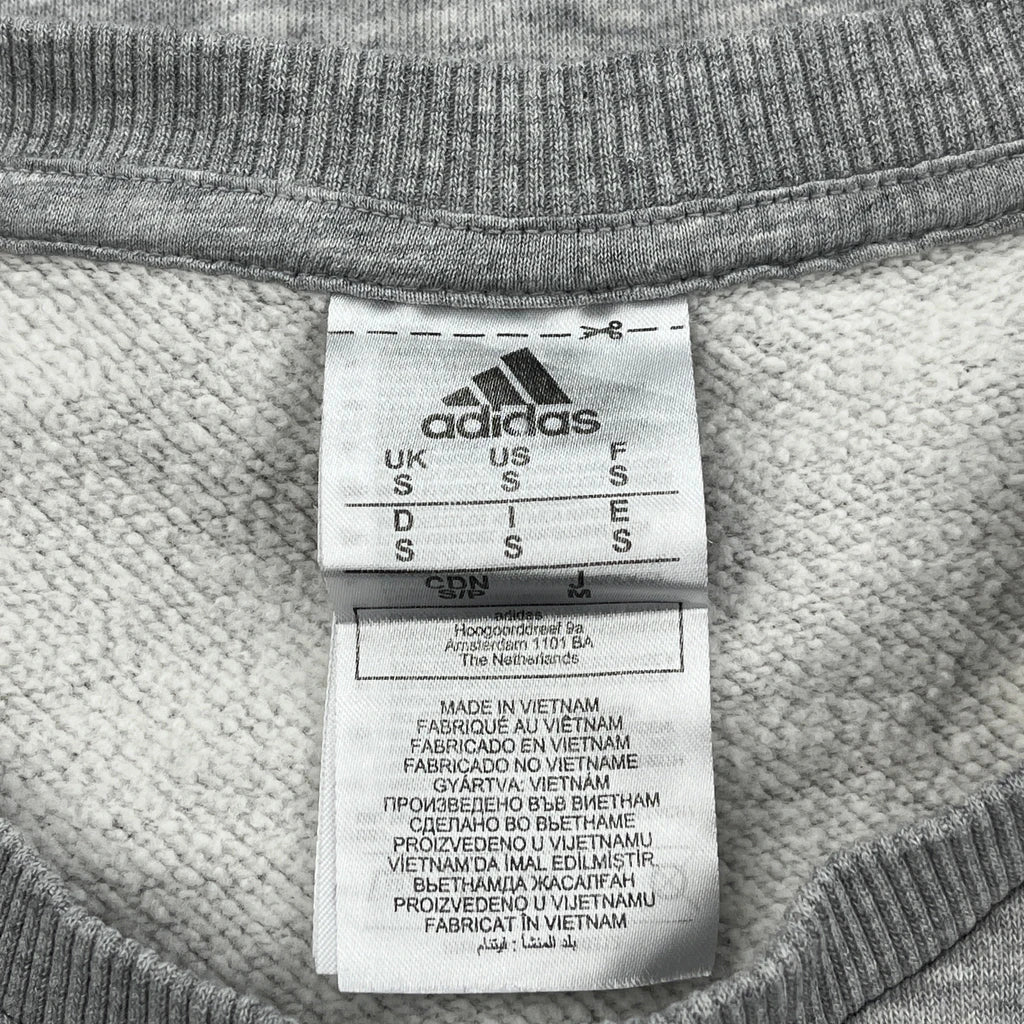 adidas
UK US F
S S S
D I E
S S S
CDN J
S/P M
adidas
Hoogoorddreef 9a
Amsterdam 1101 BA
The Netherlands
MADE IN VIETNAM
FABRIQUÉ AU VIÊTNAM
FABRICADO EN VIETNAM
FABRICADO NO VIETNAME
GYÁRTVA: VIETNÁM
ПРОИЗВЕДЕНО ВЪВ ВИЕТНАМ
СДЕЛАНО ВО ВЬЕТНАМЕ
PROIZVEDENO U VIJETNAMU
VİETNAM'DA İMAL EDİLMİŞTİR
ВЬЕТНАМДА ЖАСАЛҒАН
PROIZVEDENO U VIJETNAMU
FABRICAT ÎN VIETNAM
بلد المنشأ : فيتنام